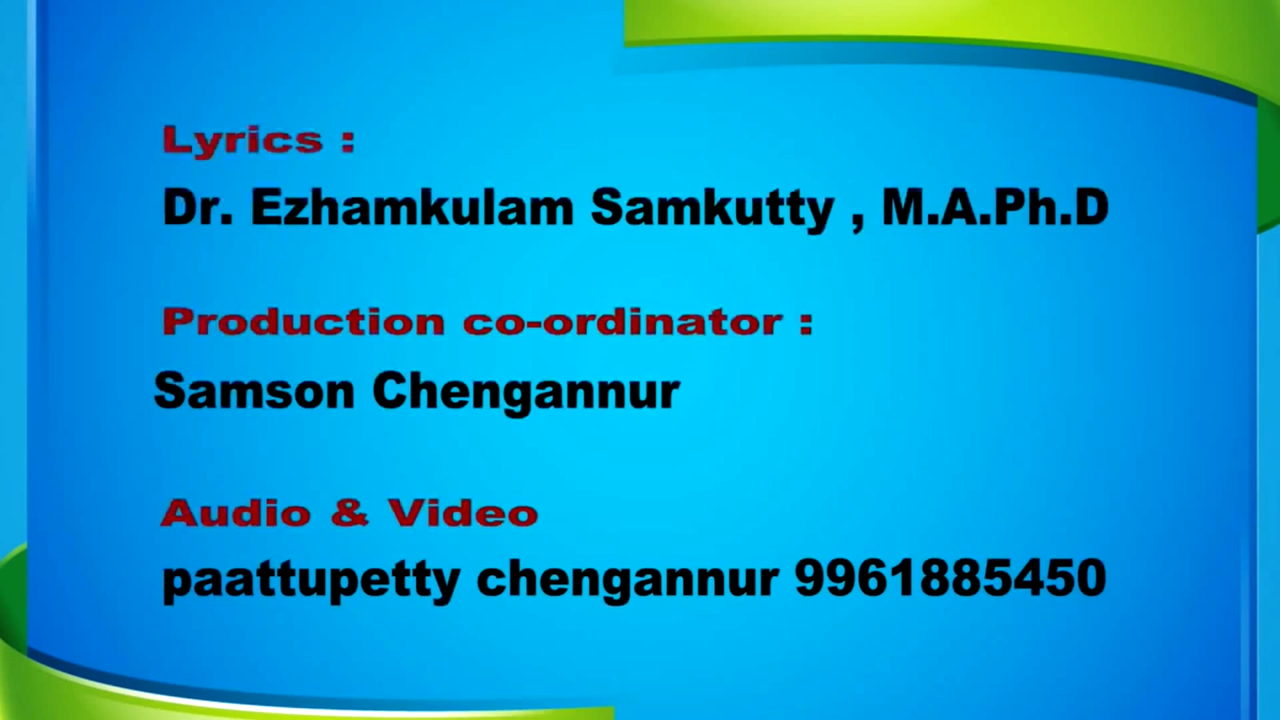 Lyrics :
Dr. Ezhamkulam Samkutty , M.A.Ph.D
Production co-ordinator :
Samson Chengannur
Audio & Video
paattupetty chengannur 9961885450